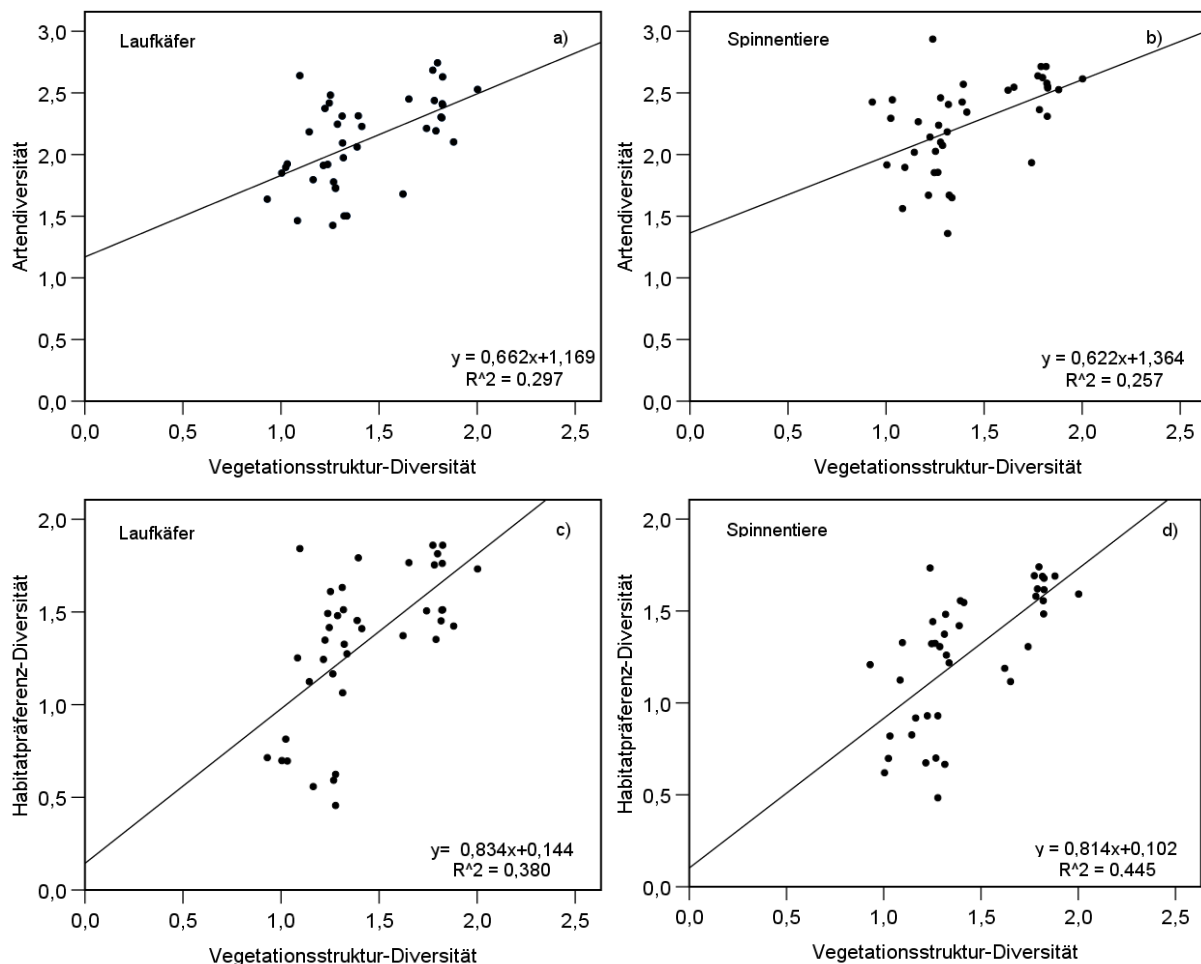 Laufkäfer
a)
Artendiversität
3,0
2,5
2,0
1,5
1,0
0,5
0,0
y = 0,662x+1,169
R^2 = 0,297
0,0 0,5 1,0 1,5 2,0 2,5
Vegetationsstruktur-Diversität
Spinnentiere
b)
Artendiversität
3,0
2,5
2,0
1,5
1,0
0,5
0,0
y = 0,622x+1,364
R^2 = 0,257
0,0 0,5 1,0 1,5 2,0 2,5
Vegetationsstruktur-Diversität
Laufkäfer
c)
Habitatpräferenz-Diversität
2,0
1,5
1,0
0,5
0,0
y= 0,834x+0,144
R^2 = 0,380
0,0 0,5 1,0 1,5 2,0 2,5
Vegetationsstruktur-Diversität
Spinnentiere
d)
Habitatpräferenz-Diversität
2,0
1,5
1,0
0,5
0,0
y = 0,814x+0,102
R^2 = 0,445
0,0 0,5 1,0 1,5 2,0 2,5
Vegetationsstruktur-Diversität